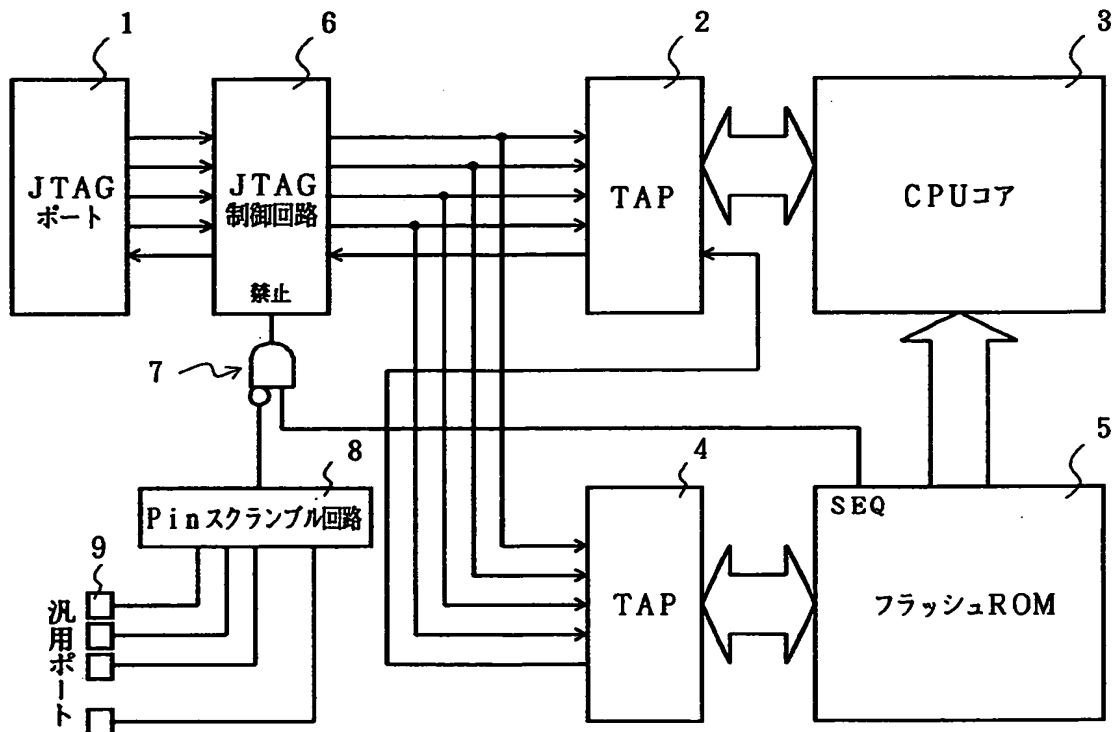 1
6
2
3
JTAG
ポート
JTAG
制御回路
禁止
TAP
CPUコア
7
8
4
5
Pinスクランブル回路
SEQ
TAP
フラッシュROM
9
汎用ポート